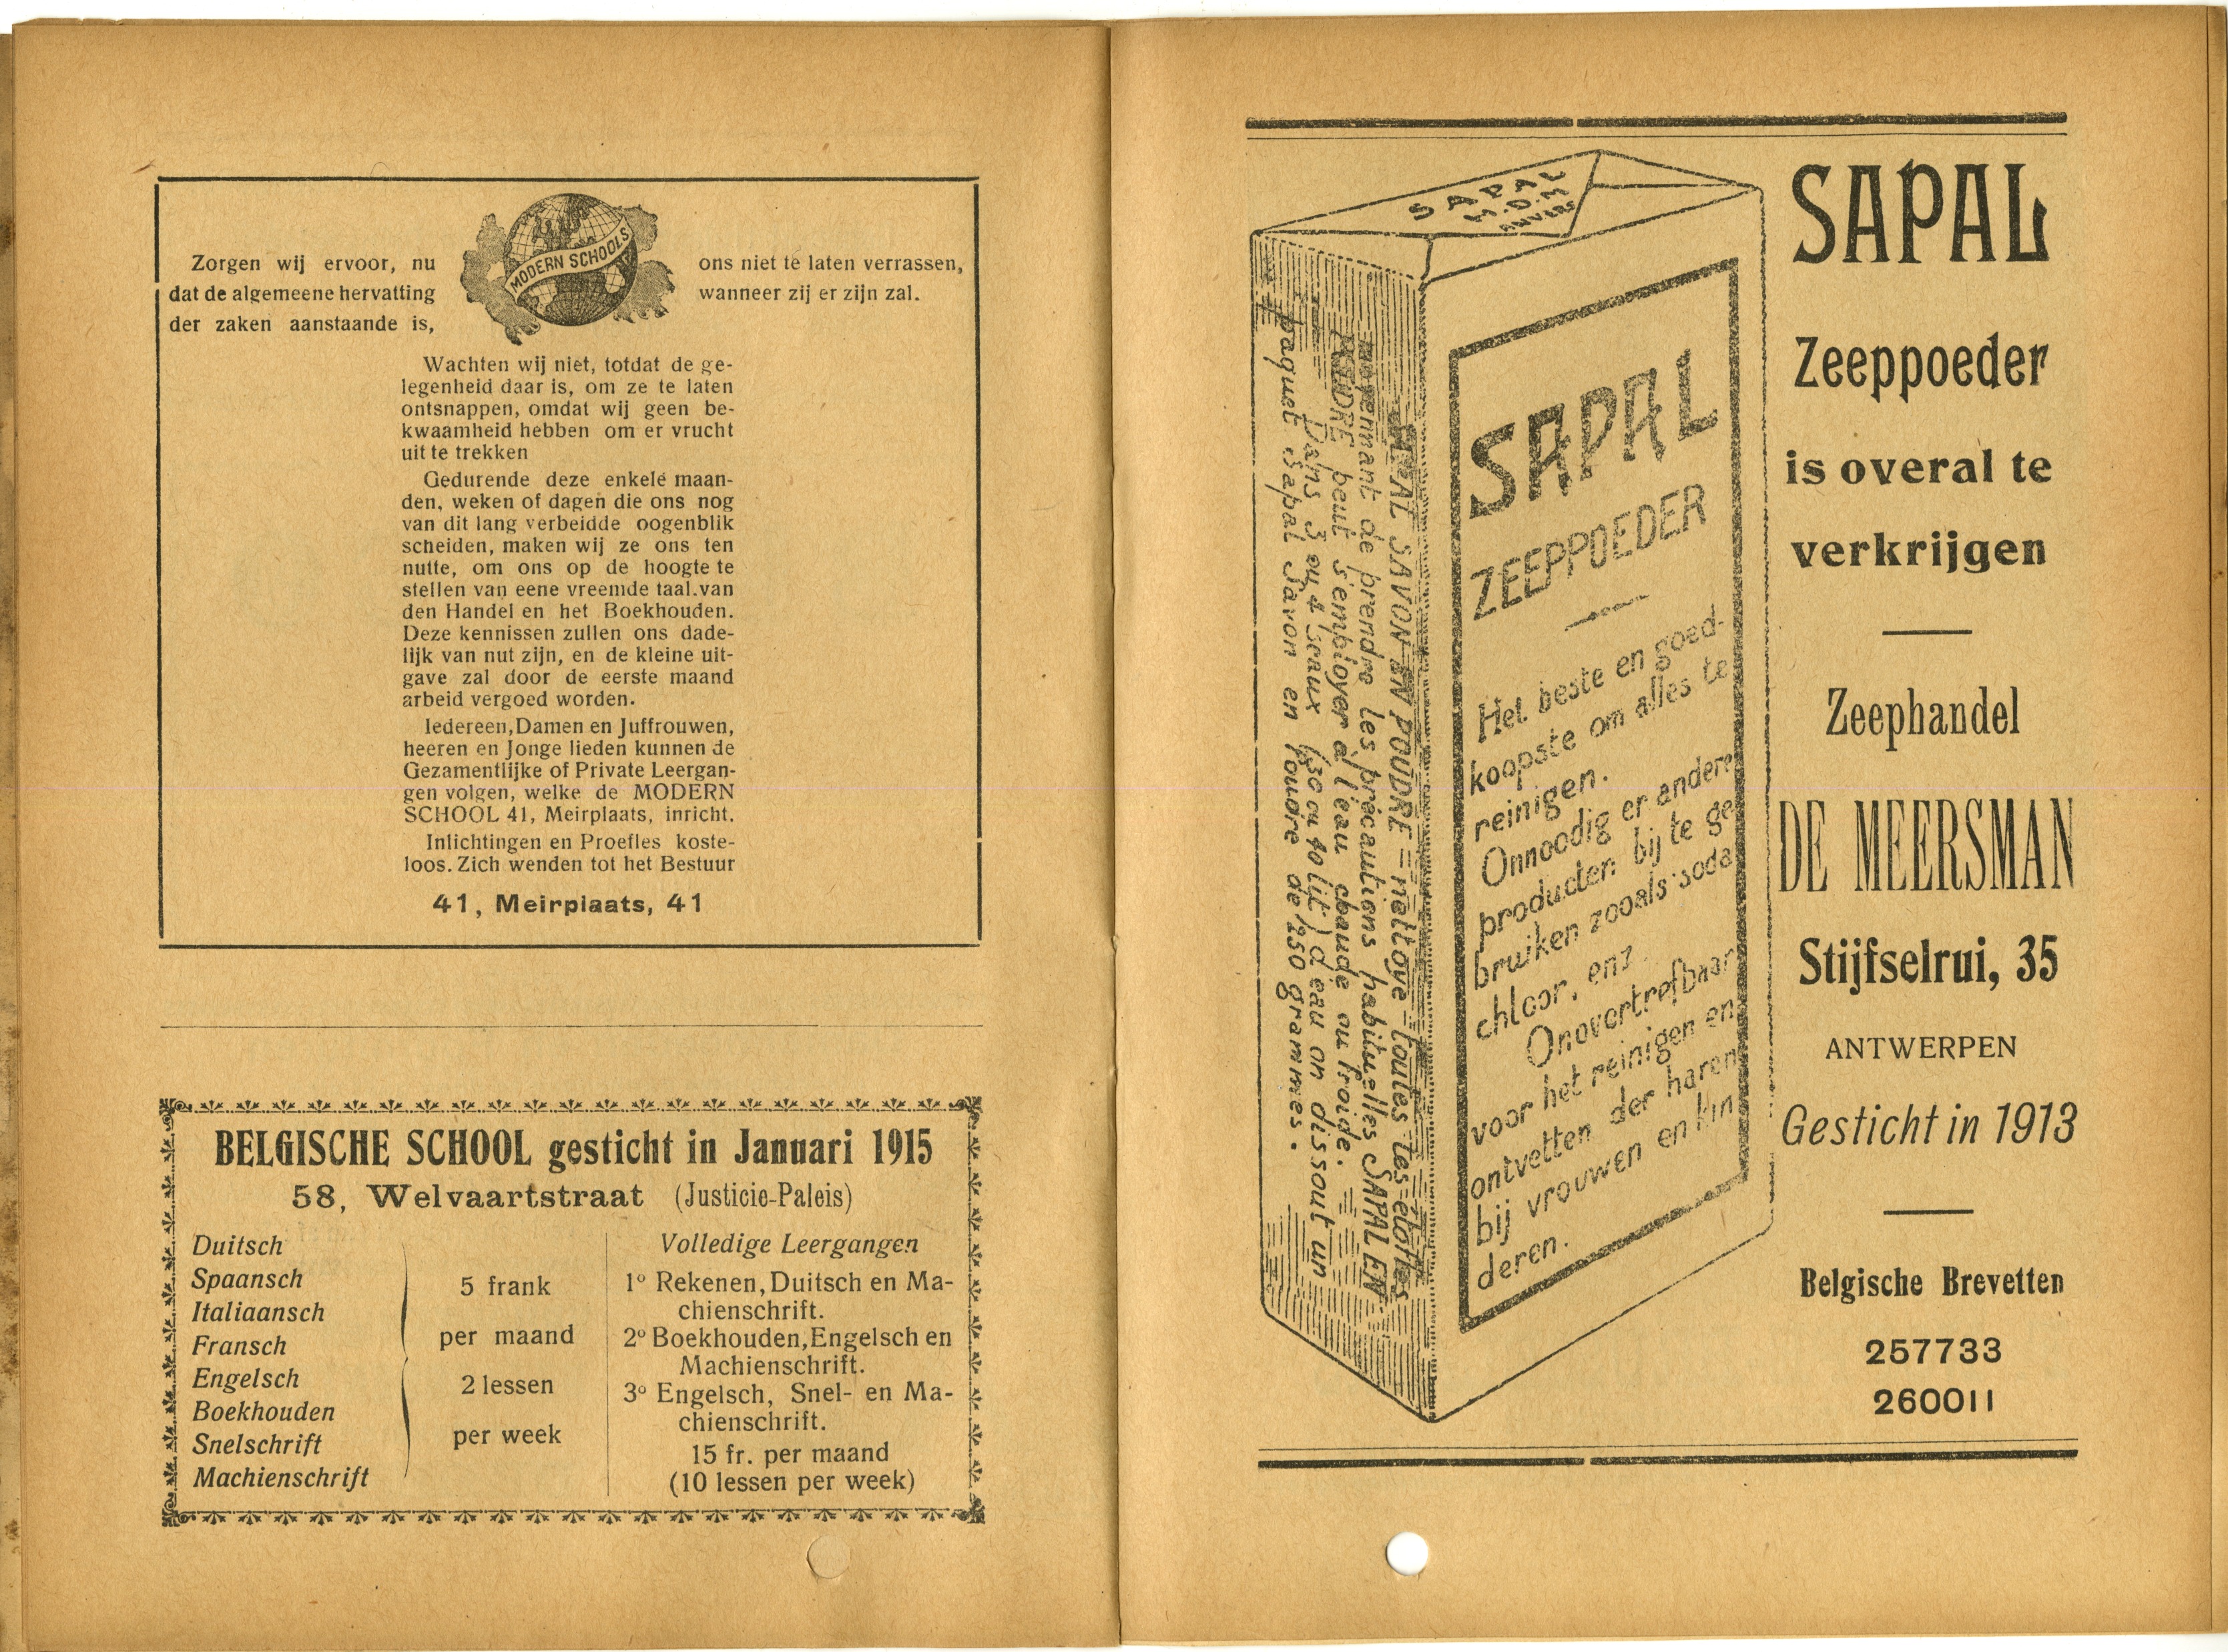 MODERN SCHOOLS
Zorgen wij ervoor, nu
dat de algemeene hervatting
der zaken aanstaande is,
ons niet te laten verrassen,
wanneer zij er zijn zal.
Wachten wij niet, totdat de ge-
legenheid daar is, om ze te laten
ontsnappen, omdat wij geen be-
kwaamheid hebben om er vrucht
uit te trekken
Gedurende deze enkele maan-
den, weken of dagen die ons nog
van dit lang verbeidde oogenblik
scheiden, maken wij ze ons ten
nutte, om ons op de hoogte te
stellen van eene vreemde taal.van
den Handel en het Boekhouden.
Deze kennissen zullen ons dade-
lijk van nut zijn, en de kleine uit-
gave zal door de eerste maand
arbeid vergoed worden.
Iedereen,Damen en Juffrouwen,
heeren en Jonge lieden kunnen de
Gezamentlijke of Private Leergan-
gen volgen, welke de MODERN
SCHOOL 41, Meirplaats, inricht.
Inlichtingen en Proefles koste-
loos. Zich wenden tot het Bestuur
41, Meirplaats, 41
BELGISCHE SCHOOL gesticht in Januari 1915
58, Welvaartstraat (Justicie-Paleis)
Duitsch
Spaansch
Italiaansch
Fransch
Engelsch
Boekhouden
Snelschrift
Machienschrift
5 frank
per maand
2 lessen
per week
Volledige Leergangen
1º Rekenen, Duitsch en Ma-
chienschrift.
2º Boekhouden, Engelsch en
Machienschrift.
3º Engelsch, Snel- en Ma-
chienschrift.
15 fr. per maand
(10 lessen per week)
SAPAL
M.D.M
ANVERS
SAPAL SAVON EN POUDRE = nettoye toutes les etoffes
moyennant de prendre les précautions habituelles SAPAL EN
POUDRE peut s'employer à l'eau chaude ou froide.
Dans 3 ou 4 Seaux (30 ou 40 lit) d'eau on dissout un
paquet Sapal Savon en Poudre de 250 grammes.
SAPAL
ZEEPPOEDER
Het beste en goed-
koopste om alles te
reinigen.
Onnoodig er andere
producten bij te ge
bruiken zooals soda
chloor, enz.
Onovertrefbaar
voor het reinigen en
ontvetten der haren
bij vrouwen en kin
deren.
SAPAL
Zeeppoeder
is overal te
verkrijgen
Zeephandel
DE MEERSMAN
Stijfselrui, 35
ANTWERPEN
Gesticht in 1913
Belgische Brevetten
257733
260011